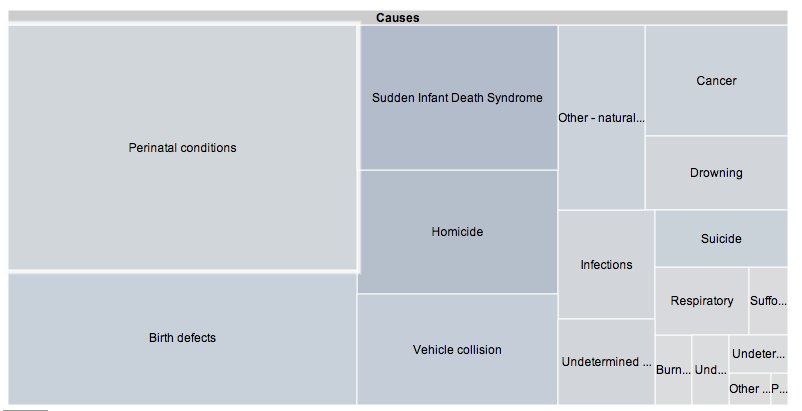 Causes
Perinatal conditions
Birth defects
Sudden Infant Death Syndrome
Homicide
Vehicle collision
Other - natural...
Cancer
Drowning
Infections
Undetermined ...
Suicide
Respiratory
Suffo...
Burn...
Und...
Undeter...
Other ...
P...